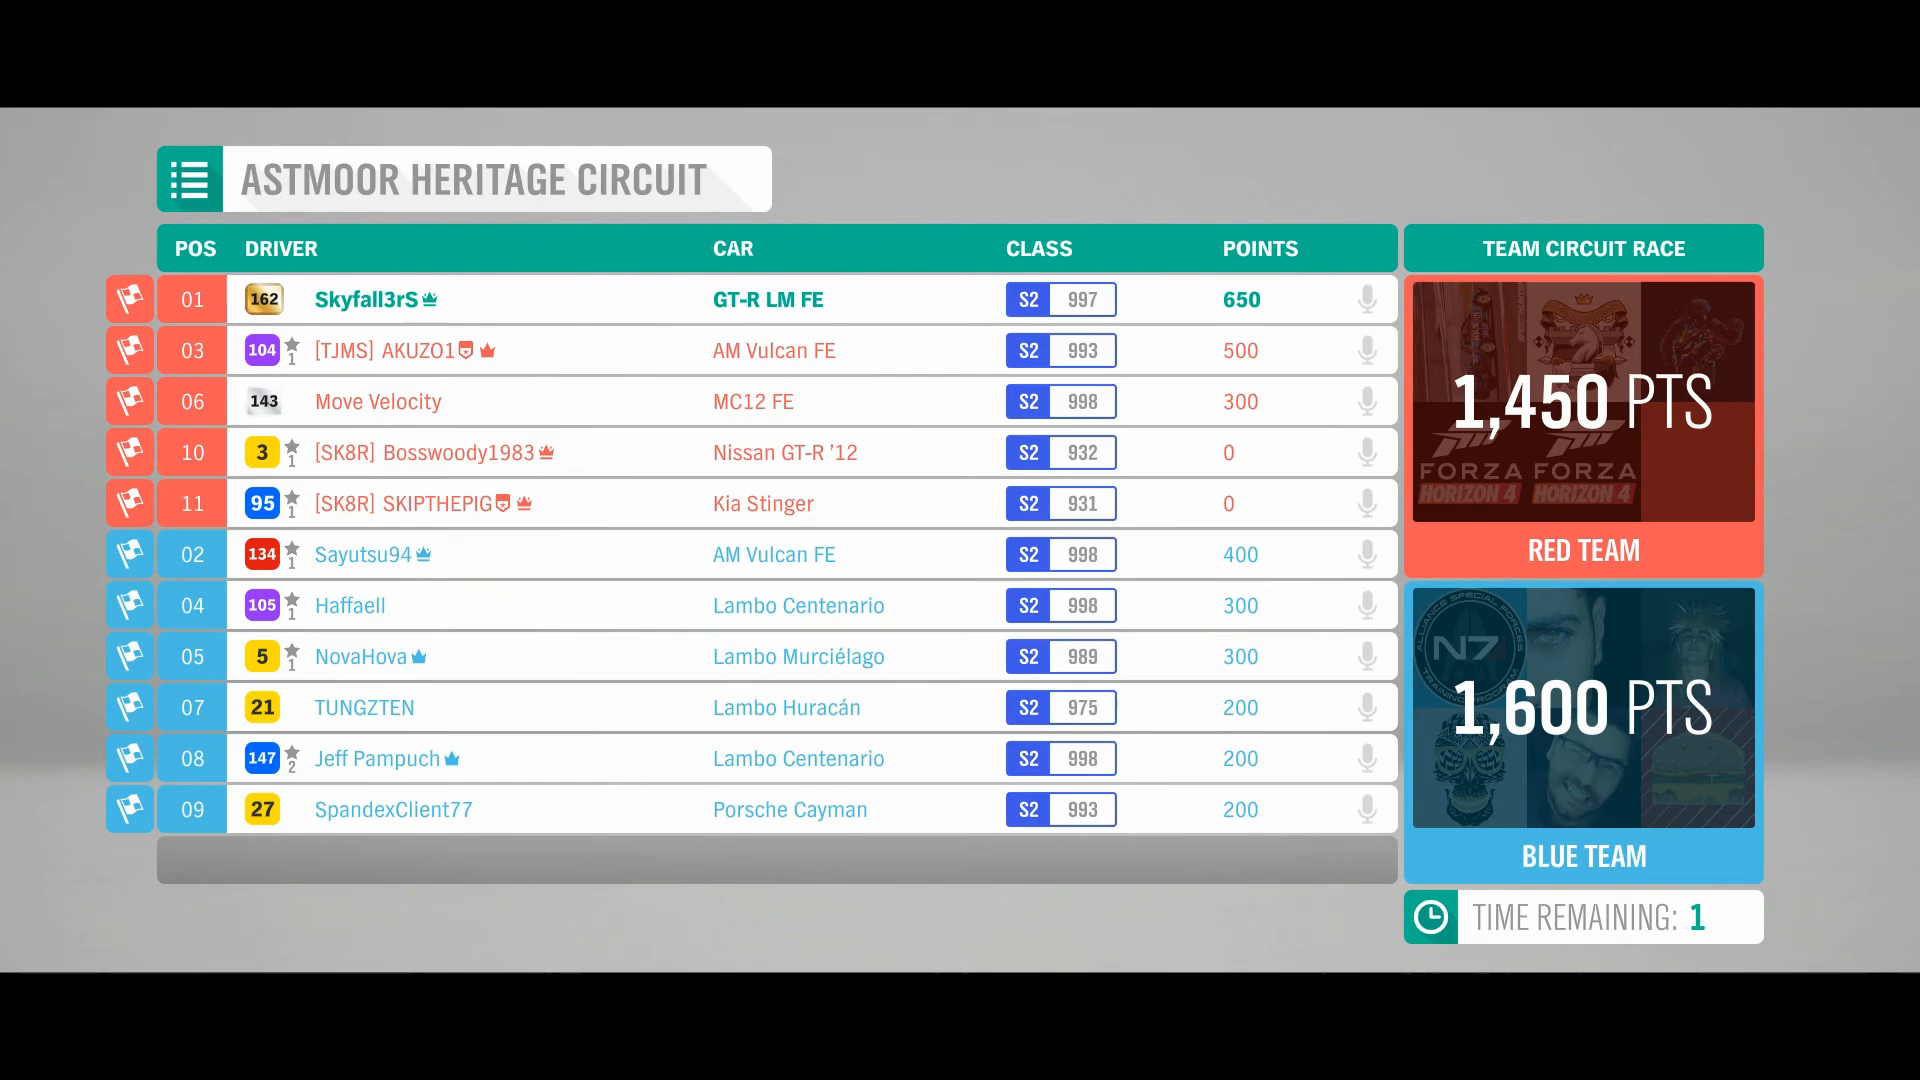 ASTMOOR HERITAGE CIRCUIT
POS DRIVER CAR CLASS POINTS
01 162 Skyfall3rS GT-R LM FE S2 997 650
03 104 1 [TJMS] AKUZO1 AM Vulcan FE S2 993 500
06 143 Move Velocity MC12 FE S2 998 300
10 3 1 [SK8R] Bosswoody1983 Nissan GT-R ’12 S2 932 0
11 95 1 [SK8R] SKIPTHEPIG Kia Stinger S2 931 0
02 134 1 Sayutsu94 AM Vulcan FE S2 998 400
04 105 1 Haffaell Lambo Centenario S2 998 300
05 5 1 NovaHova Lambo Murciélago S2 989 300
07 21 TUNGZTEN Lambo Huracán S2 975 200
08 147 2 Jeff Pampuch Lambo Centenario S2 998 200
09 27 SpandexClient77 Porsche Cayman S2 993 200
TEAM CIRCUIT RACE
1,450 PTS
FORZA FORZA
HORIZON 4 HORIZON 4
RED TEAM
ALLIANCE SPECIAL FORCES
N7
TRAINING PROGRAM
1,600 PTS
BLUE TEAM
TIME REMAINING: 1